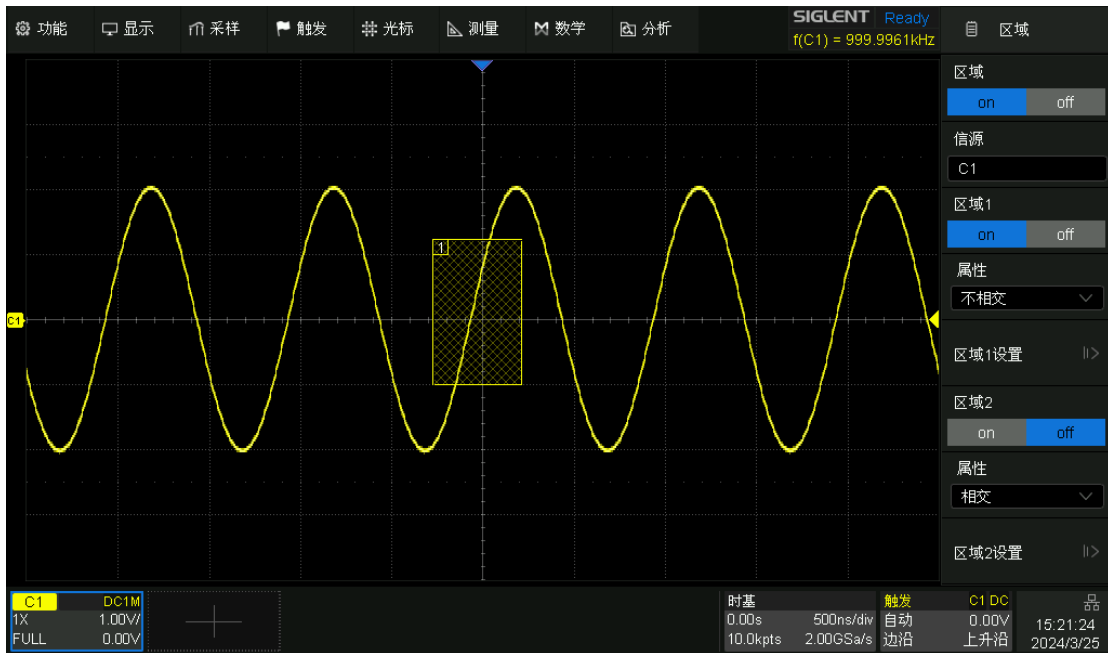 功能 显示 采样 触发 光标 测量 数学 分析
SIGLENT Ready
f(C1) = 999.9961kHz
区域
区域
on off
信源
C1
区域1
on off
属性
不相交
区域1设置
区域2
on off
属性
相交
区域2设置
1
C1
C1 DC1M
1X 1.00V/
FULL 0.00V
时基
0.00s 500ns/div
10.0kpts 2.00GSa/s
触发 C1 DC
自动 0.00V
边沿 上升沿
15:21:24
2024/3/25